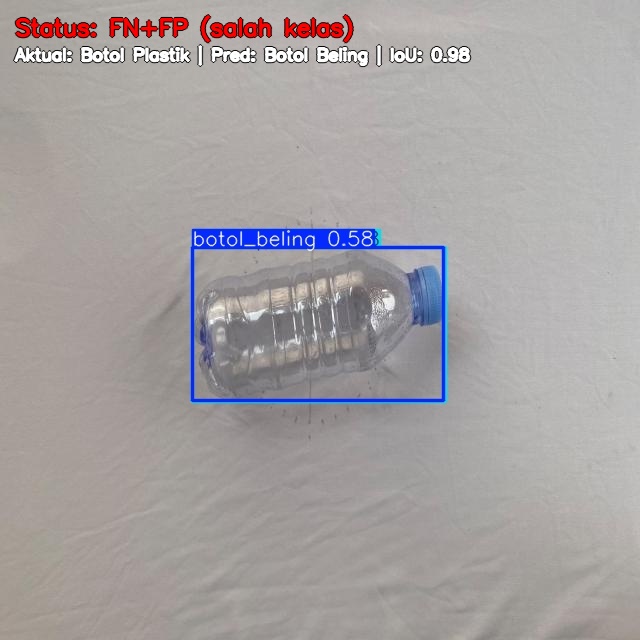 Status: FN+FP (salah kelas)
Aktual: Botol Plastik | Pred: Botol Beling | IoU: 0.98
botol_beling 0.58